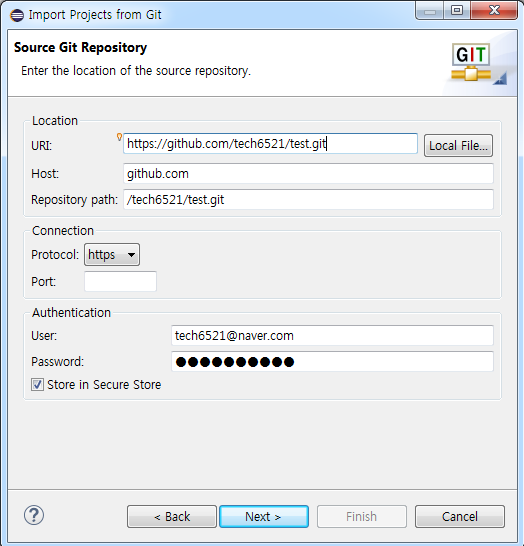 Import Projects from Git
Source Git Repository
Enter the location of the source repository.
GIT
Location
URI: https://github.com/tech6521/test.git Local File...
Host: github.com
Repository path: /tech6521/test.git
Connection
Protocol: https
Port:
Authentication
User: tech6521@naver.com
Password: ●●●●●●●●●●
Store in Secure Store
? < Back Next > Finish Cancel